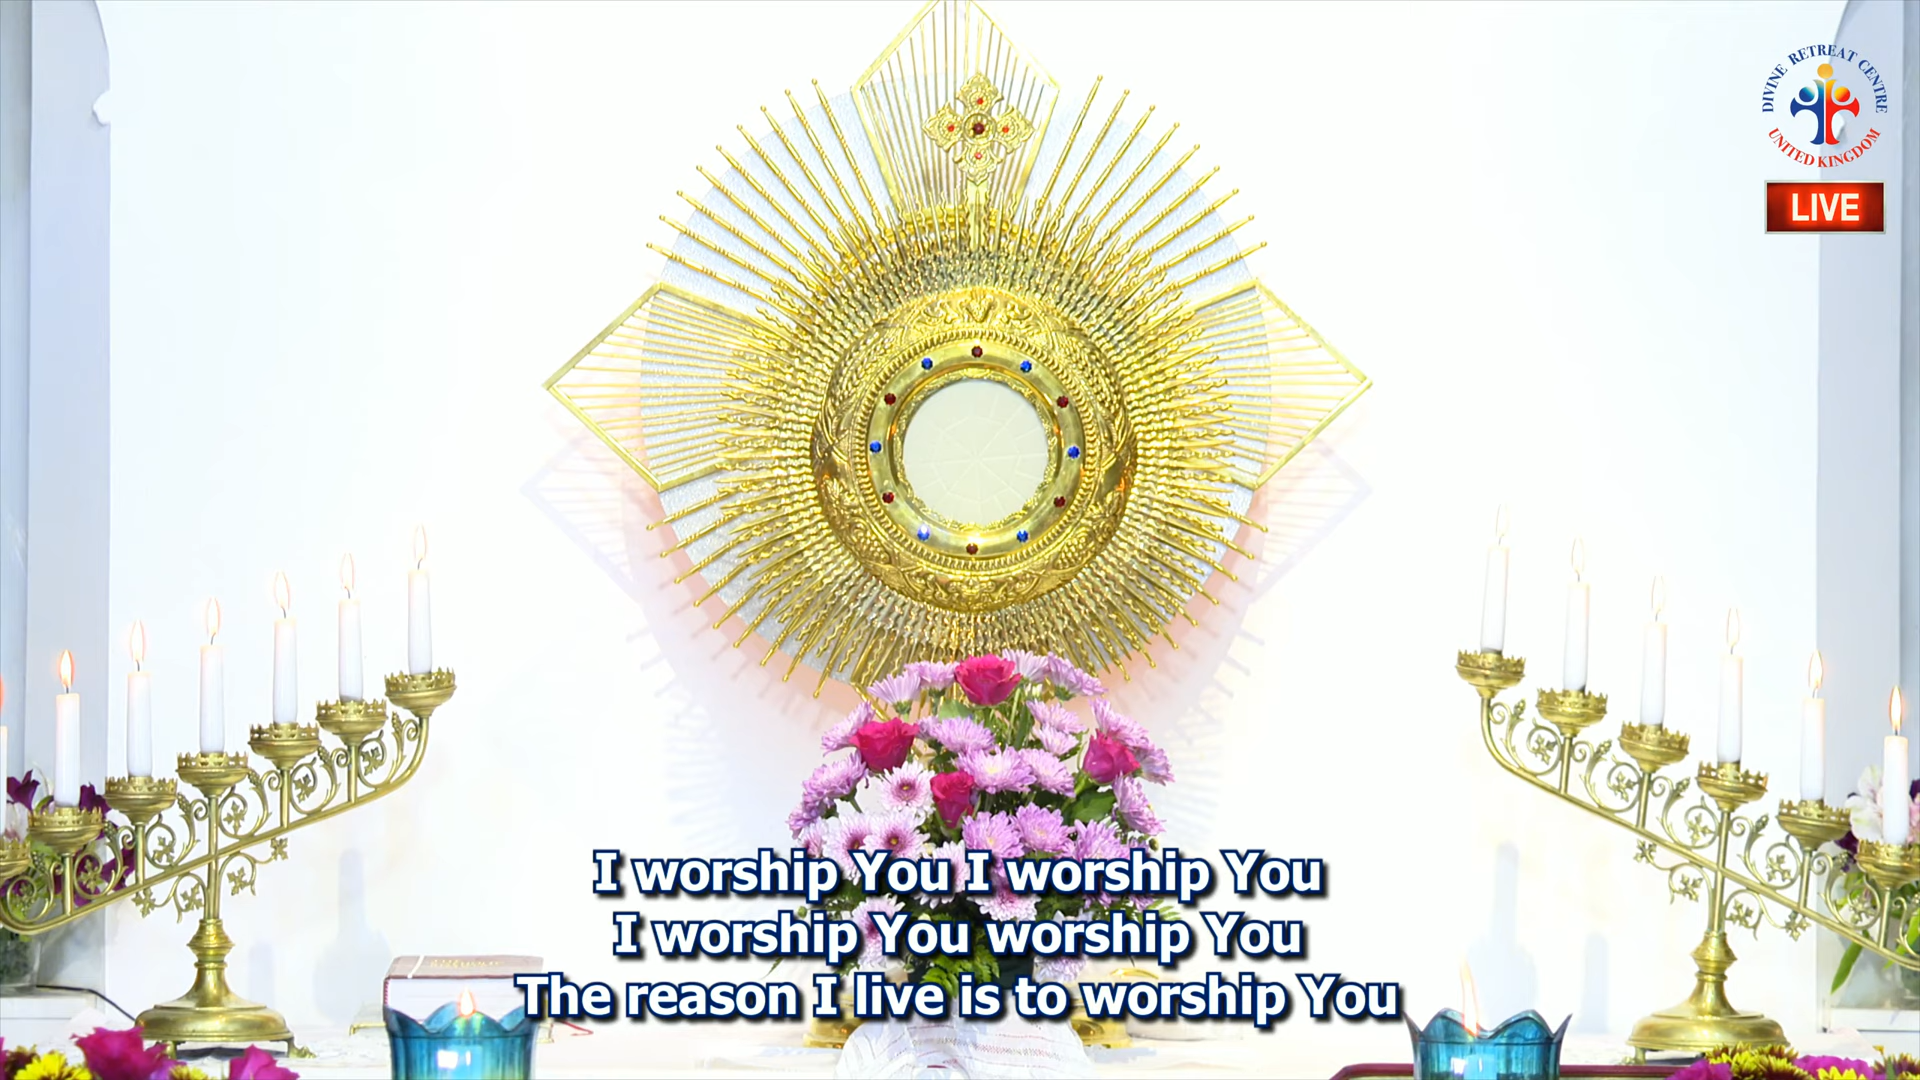 DIVINE RETREAT CENTRE
UNITED KINGDOM
LIVE
I worship You I worship You
I worship You worship You
The reason I live is to worship You